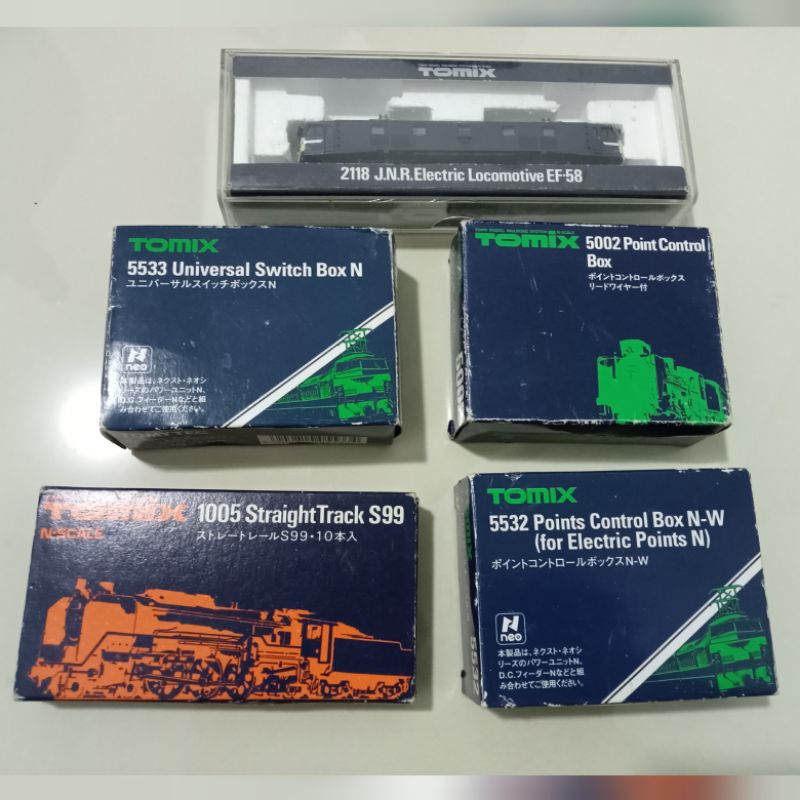 TOMIX
2118 J.N.R. Electric Locomotive EF·58
TOMIX
5533 Universal Switch Box N
ユニバーサルスイッチボックスN
N
neo
本製品は、ネクスト・ネオシ
リーズのパワーユニットN、
D.C.フィーダーNなどと組
み合わせてご使用ください。
TOMY MODEL RAILROADING SYSTEM N-SCALE
TOMIX
5002 Point Control
Box
ポイントコントロールボックス
リードワイヤー付
5002
TOMIX
N-SCALE
1005 Straight Track S99
ストレートレールS99・10本入
TOMIX
5532 Points Control Box N-W
(for Electric Points N)
ポイントコントロールボックスN-W
N
neo
本製品は、ネクスト・ネオシ
リーズのパワーユニットN、
D.C.フィーダーNなどと組
み合わせてご使用ください。
5532